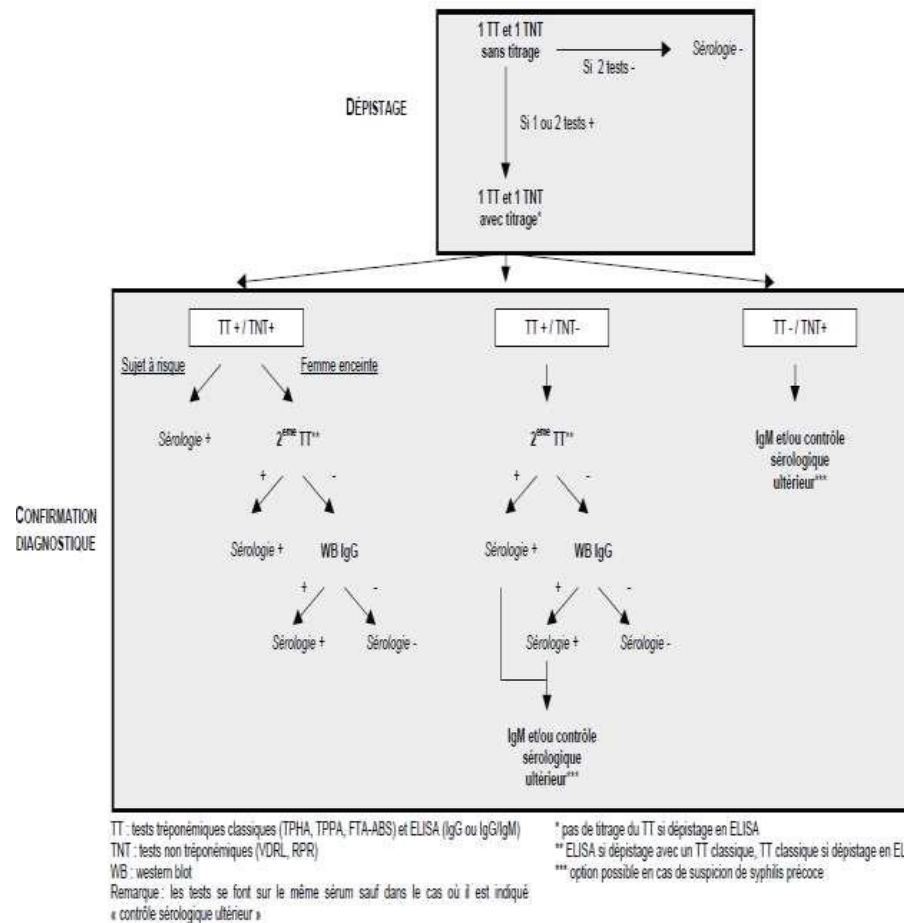 1 TT et 1 TNT
sans titrage
Sérologie -
Si 2 tests -
DÉPISTAGE
Si 1 ou 2 tests +
1 TT et 1 TNT
avec titrage*
TT + / TNT+
TT + / TNT-
TT - / TNT+
Sujet à risque
Femme enceinte
Sérologie +
2eme TT**
2eme TT**
IgM et/ou contrôle
sérologique
ultérieur***
+ -
+ -
CONFIRMATION
DIAGNOSTIQUE
Sérologie +
WB IgG
Sérologie +
WB IgG
+ -
+ -
Sérologie +
Sérologie -
Sérologie +
Sérologie -
IgM et/ou contrôle
sérologique
ultérieur***
TT : tests tréponémiques classiques (TPHA, TPPA, FTA-ABS) et ELISA (IgG ou IgG/IgM)
TNT : tests non tréponémiques (VDRL, RPR)
WB : western blot
Remarque : les tests se font sur le même sérum sauf dans le cas où il est indiqué
« contrôle sérologique ultérieur »
* pas de titrage du TT si dépistage en ELISA
** ELISA si dépistage avec un TT classique, TT classique si dépistage en EL
*** option possible en cas de suspicion de syphilis précoce